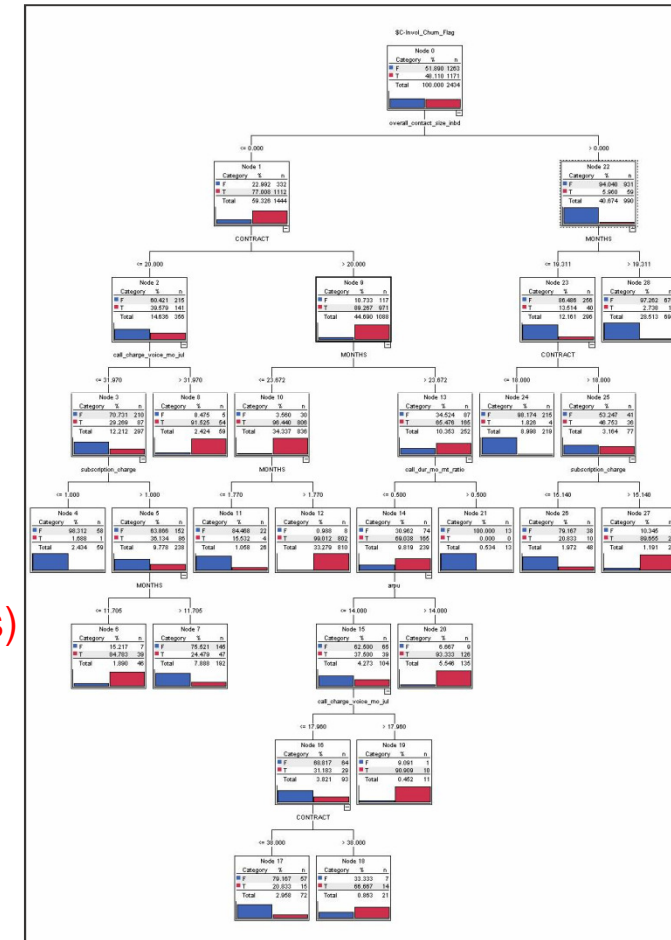 $C-Invol_Churn_Flag
Node 0
Category % n
F 51.890 1263
T 48.110 1171
Total 100.000 2434
overall_contact_size_inbd
<= 0.000 > 0.000
Node 1 Node 22
Category % n Category % n
F 22.992 332 F 94.040 931
T 77.008 1112 T 5.960 59
Total 59.326 1444 Total 40.674 990
CONTRACT MONTHS
<= 20.000 > 20.000 <= 19.311 > 19.311
Node 2 Node 9 Node 23 Node 28
Category % n Category % n Category % n Category % n
F 60.421 215 F 10.733 117 F 86.486 256 F 97.262
T 39.579 141 T 89.267 971 T 13.514 40 T 2.738
Total 14.626 356 Total 44.690 1088 Total 12.161 296 Total 28.513
call_charge_voice_mo_jul MONTHS CONTRACT
<= 31.970 > 31.970 <= 23.672 > 23.672 <= 18.000 > 18.000
Node 3 Node 8 Node 10 Node 13 Node 24 Node 25
Category % n Category % n Category % n Category % n Category % n Category % n
F 70.731 210 F 8.475 5 F 3.560 30 F 34.524 87 F 98.174 215 F 53.247 41
T 29.269 87 T 91.525 54 T 96.440 806 T 65.476 165 T 1.826 4 T 46.753 36
Total 12.212 297 Total 2.424 59 Total 34.337 836 Total 10.353 252 Total 8.998 219 Total 3.164 77
subscription_charge MONTHS call_dur_mo_mt_ratio subscription_charge
<= 1.000 > 1.000 <= 1.770 > 1.770 <= 0.500 > 0.500
Node 4 Node 5 Node 11 Node 12 Node 14 Node 21 Node 26 Node 27
Category % n Category % n Category % n Category % n Category % n Category % n Category % n Category %
F 98.312 58 F 63.866 152 F 84.468 22 F 0.988 8 F 30.962 74 F 100.000 13 F 79.167 38 F 10.345
T 1.688 1 T 36.134 86 T 15.532 4 T 99.012 802 T 69.038 165 T 0.000 0 T 20.833 10 T 89.655
Total 2.434 59 Total 9.778 238 Total 1.058 26 Total 33.279 810 Total 9.819 239 Total 0.534 13 Total 1.972 48 Total 1.191
MONTHS arpu
<= 11.705 > 11.705 <= 14.000 > 14.000
s)
Node 6 Node 7 Node 15 Node 20
Category % n Category % n Category % n Category % n
F 15.217 7 F 75.521 145 F 62.500 65 F 6.667 9
T 84.783 39 T 24.479 47 T 37.500 39 T 93.333 126
Total 1.890 46 Total 7.888 192 Total 4.273 104 Total 5.546 135
call_charge_voice_mo_jul
<= 17.960 > 17.960
Node 16 Node 19
Category % n Category % n
F 68.817 64 F 9.091 1
T 31.183 29 T 90.909 10
Total 3.821 93 Total 0.452 11
CONTRACT
<= 30.000 > 30.000
Node 17 Node 18
Category % n Category % n
F 79.167 57 F 33.333 7
T 20.833 15 T 66.667 14
Total 2.958 72 Total 0.863 21